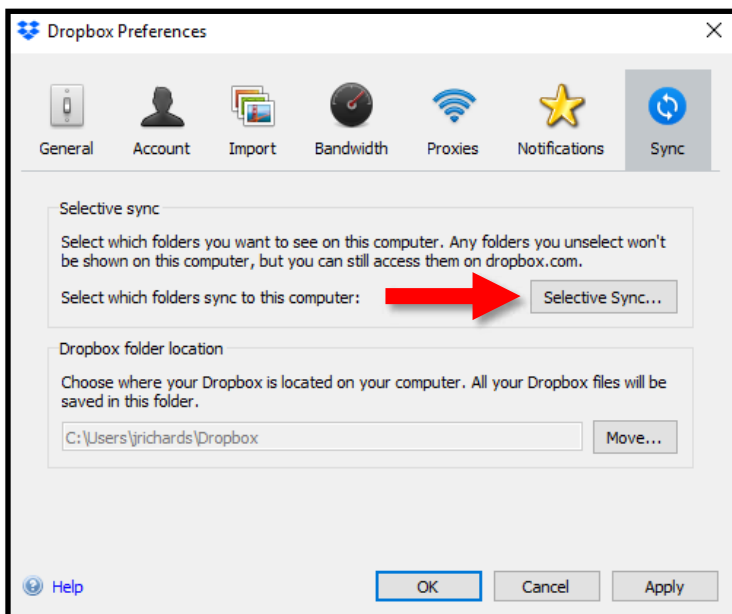 Dropbox Preferences
General Account Import Bandwidth Proxies Notifications Sync
Selective sync
Select which folders you want to see on this computer. Any folders you unselect won't
be shown on this computer, but you can still access them on dropbox.com.
Select which folders sync to this computer: Selective Sync...
Dropbox folder location
Choose where your Dropbox is located on your computer. All your Dropbox files will be
saved in this folder.
C:\Users\jrichards\Dropbox Move...
Help OK Cancel Apply